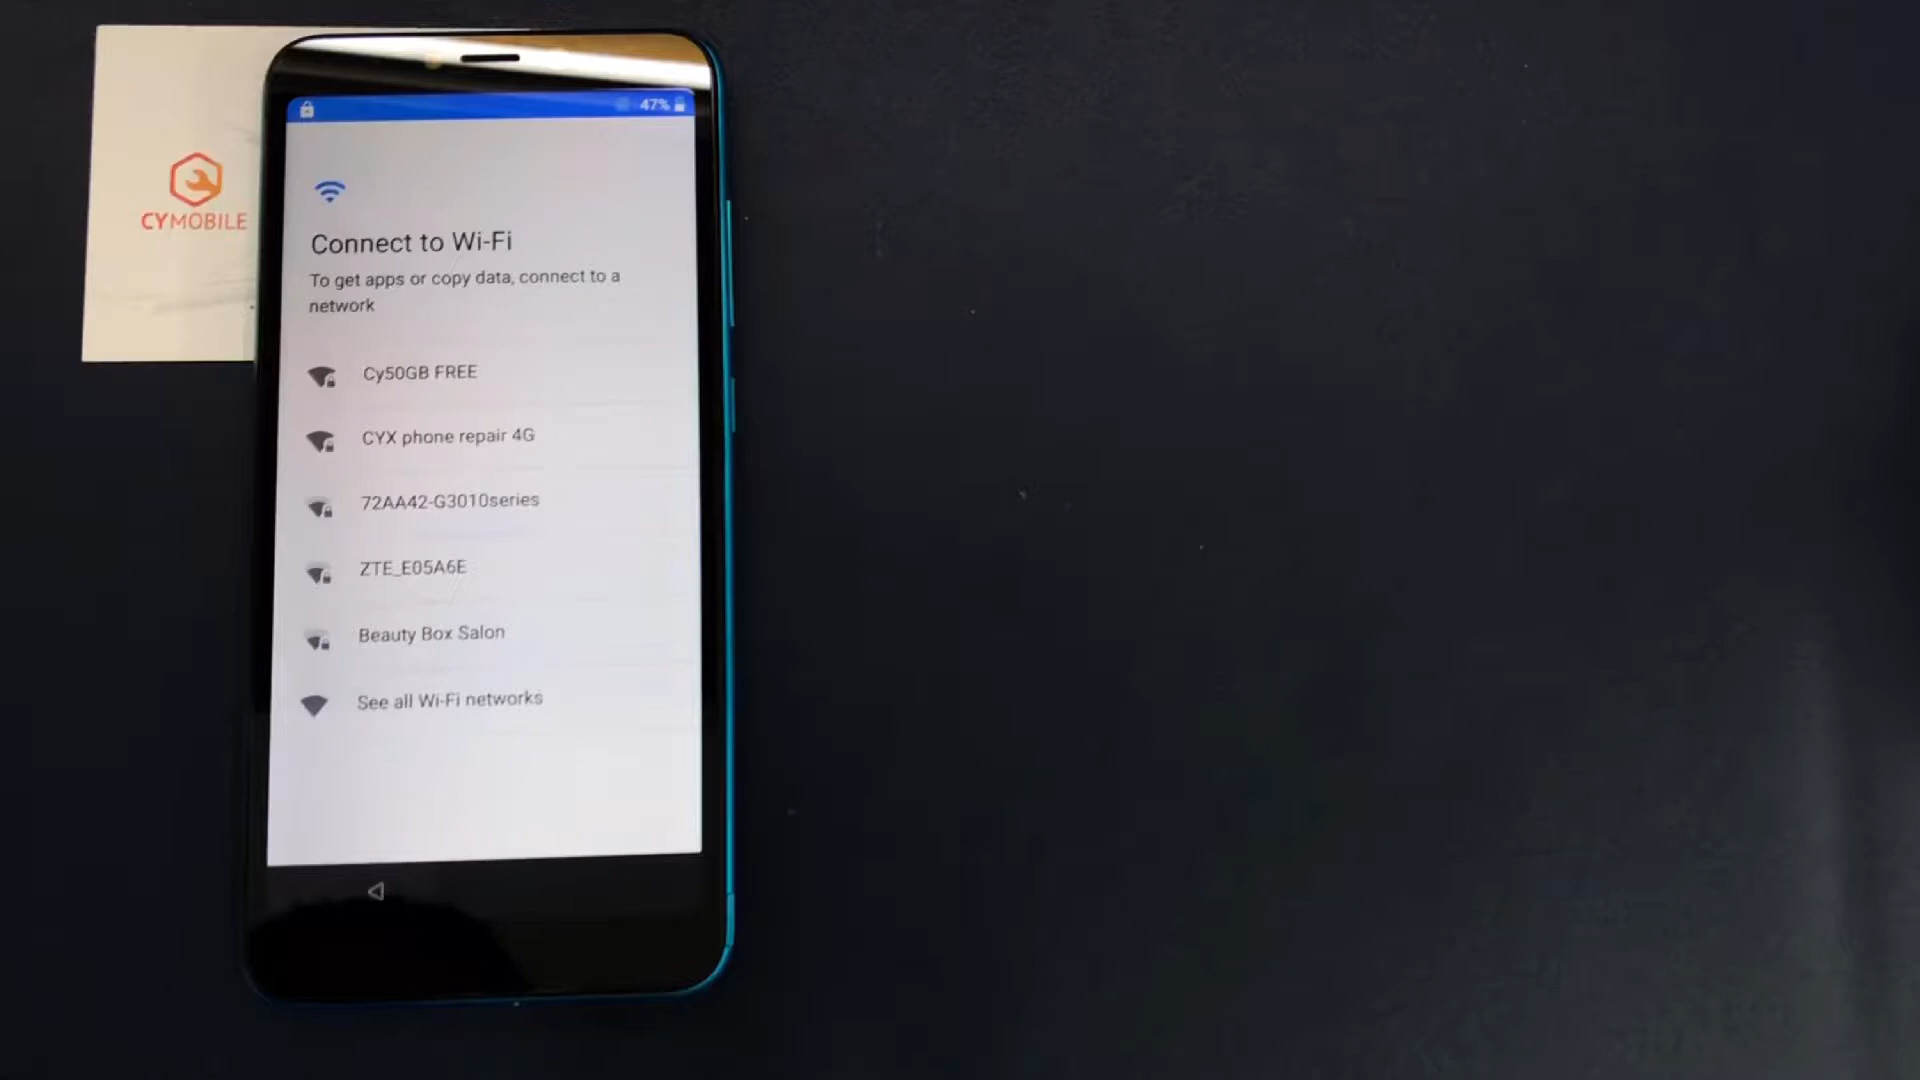 CYMOBILE
47%
Connect to Wi-Fi
To get apps or copy data, connect to a
network
Cy50GB FREE
CYX phone repair 4G
72AA42-G3010series
ZTE_E05A6E
Beauty Box Salon
See all Wi-Fi networks